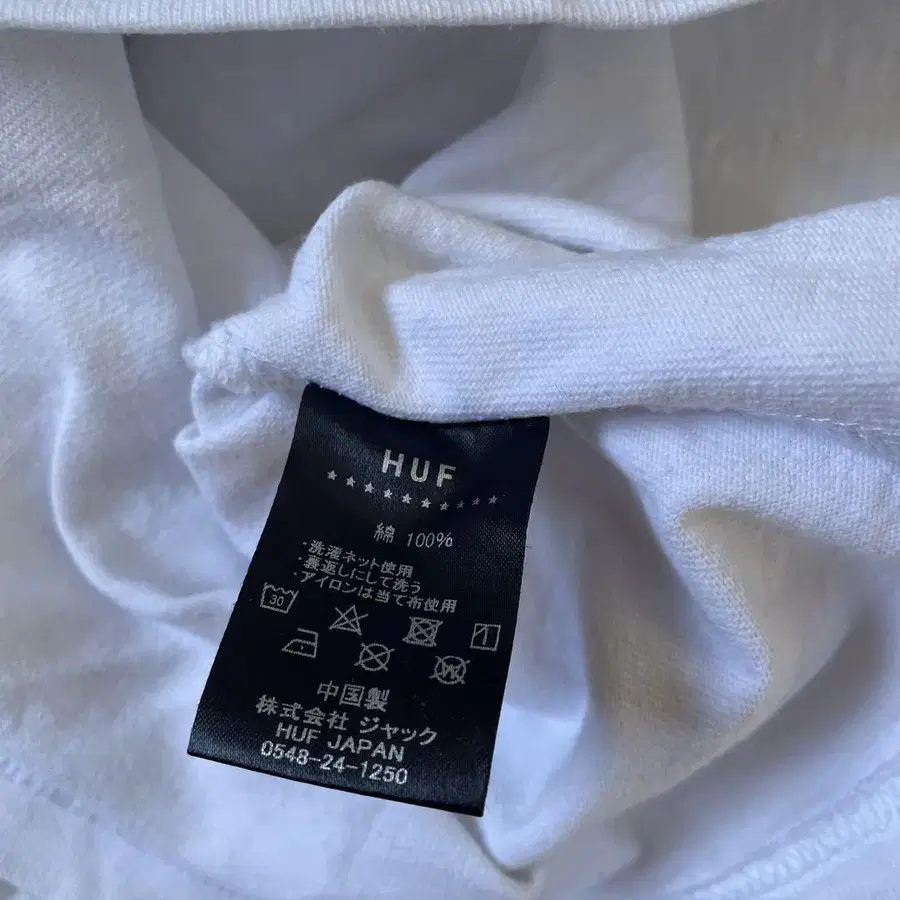 HUF
綿 100%
・洗濯ネット使用
・裏返しにして洗う
・アイロンは当て布使用
30
中国製
株式会社 ジャック
HUF JAPAN
0548-24-1250